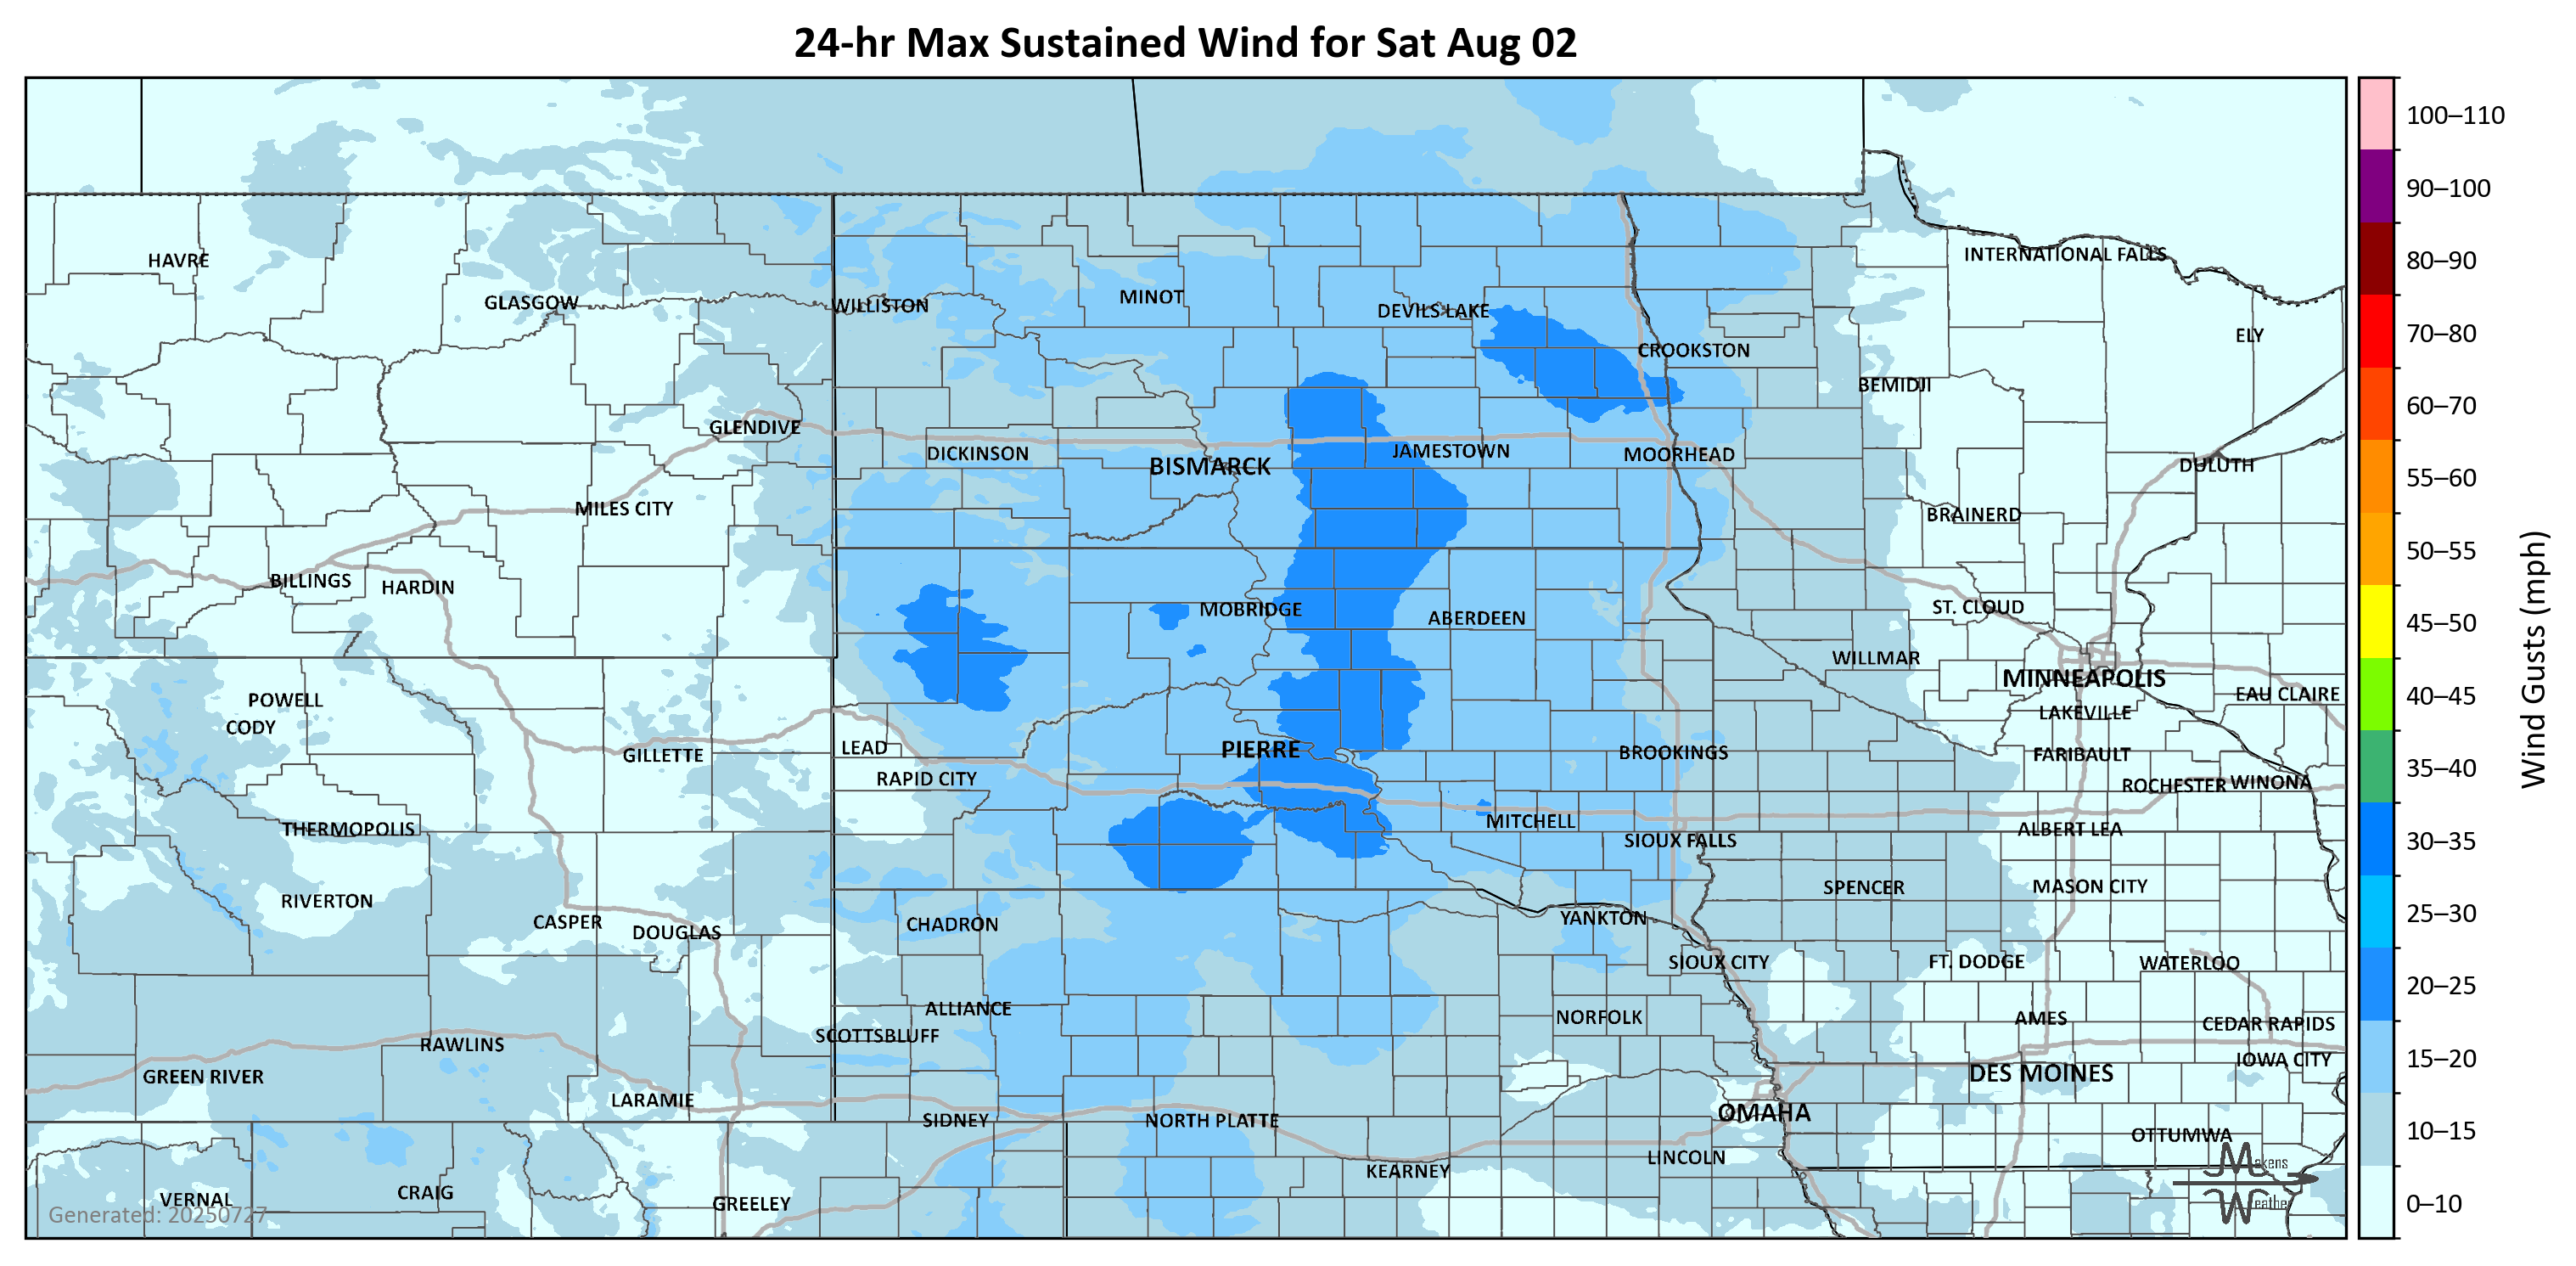 24-hr Max Sustained Wind for Sat Aug 02
HAVRE
INTERNATIONAL FALLS
GLASGOW
WILLISTON
MINOT
DEVILS LAKE
ELY
CROOKSTON
BEMIDJI
GLENDIVE
DICKINSON
BISMARCK
JAMESTOWN
MOORHEAD
DULUTH
MILES CITY
BRAINERD
BILLINGS
HARDIN
MOBRIDGE
ABERDEEN
ST. CLOUD
WILLMAR
MINNEAPOLIS
POWELL
EAU CLAIRE
CODY
LAKEVILLE
GILLETTE
LEAD
PIERRE
BROOKINGS
FARIBAULT
RAPID CITY
ROCHESTER
WINONA
THERMOPOLIS
MITCHELL
ALBERT LEA
SIOUX FALLS
RIVERTON
SPENCER
MASON CITY
CASPER
DOUGLAS
CHADRON
YANKTON
SIOUX CITY
FT. DODGE
WATERLOO
ALLIANCE
NORFOLK
AMES
CEDAR RAPIDS
SCOTTSBLUFF
RAWLINS
IOWA CITY
GREEN RIVER
DES MOINES
LARAMIE
OMAHA
SIDNEY
NORTH PLATTE
OTTUMWA
LINCOLN
KEARNEY
VERNAL
CRAIG
GREELEY
Generated: 20250727
Makens
Weather
100–110
90–100
80–90
70–80
60–70
55–60
50–55
45–50
40–45
35–40
30–35
25–30
20–25
15–20
10–15
0–10
Wind Gusts (mph)